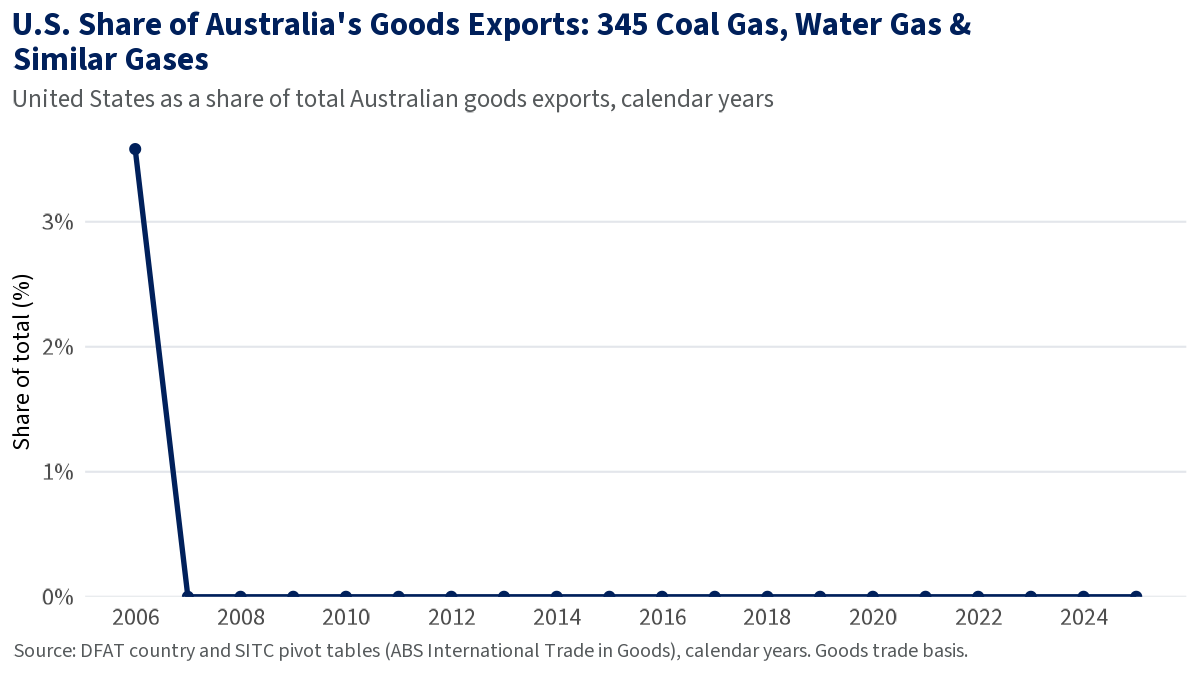 U.S. Share of Australia's Goods Exports: 345 Coal Gas, Water Gas &
Similar Gases
United States as a share of total Australian goods exports, calendar years
Share of total (%)
3%
2%
1%
0%
2006 2008 2010 2012 2014 2016 2018 2020 2022 2024
Source: DFAT country and SITC pivot tables (ABS International Trade in Goods), calendar years. Goods trade basis.